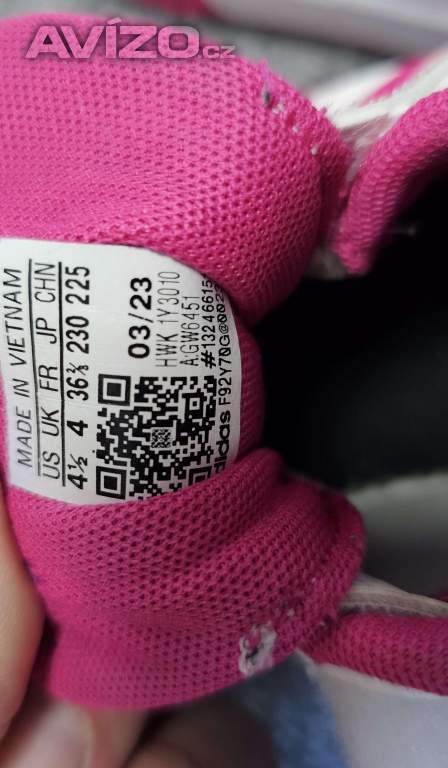 AVÍZO.cz
MADE IN VIETNAM
US UK FR JP CHN
4½ 4 36⅔ 230 225
03/23
HWK 1Y3010
A:GW6451
adidas